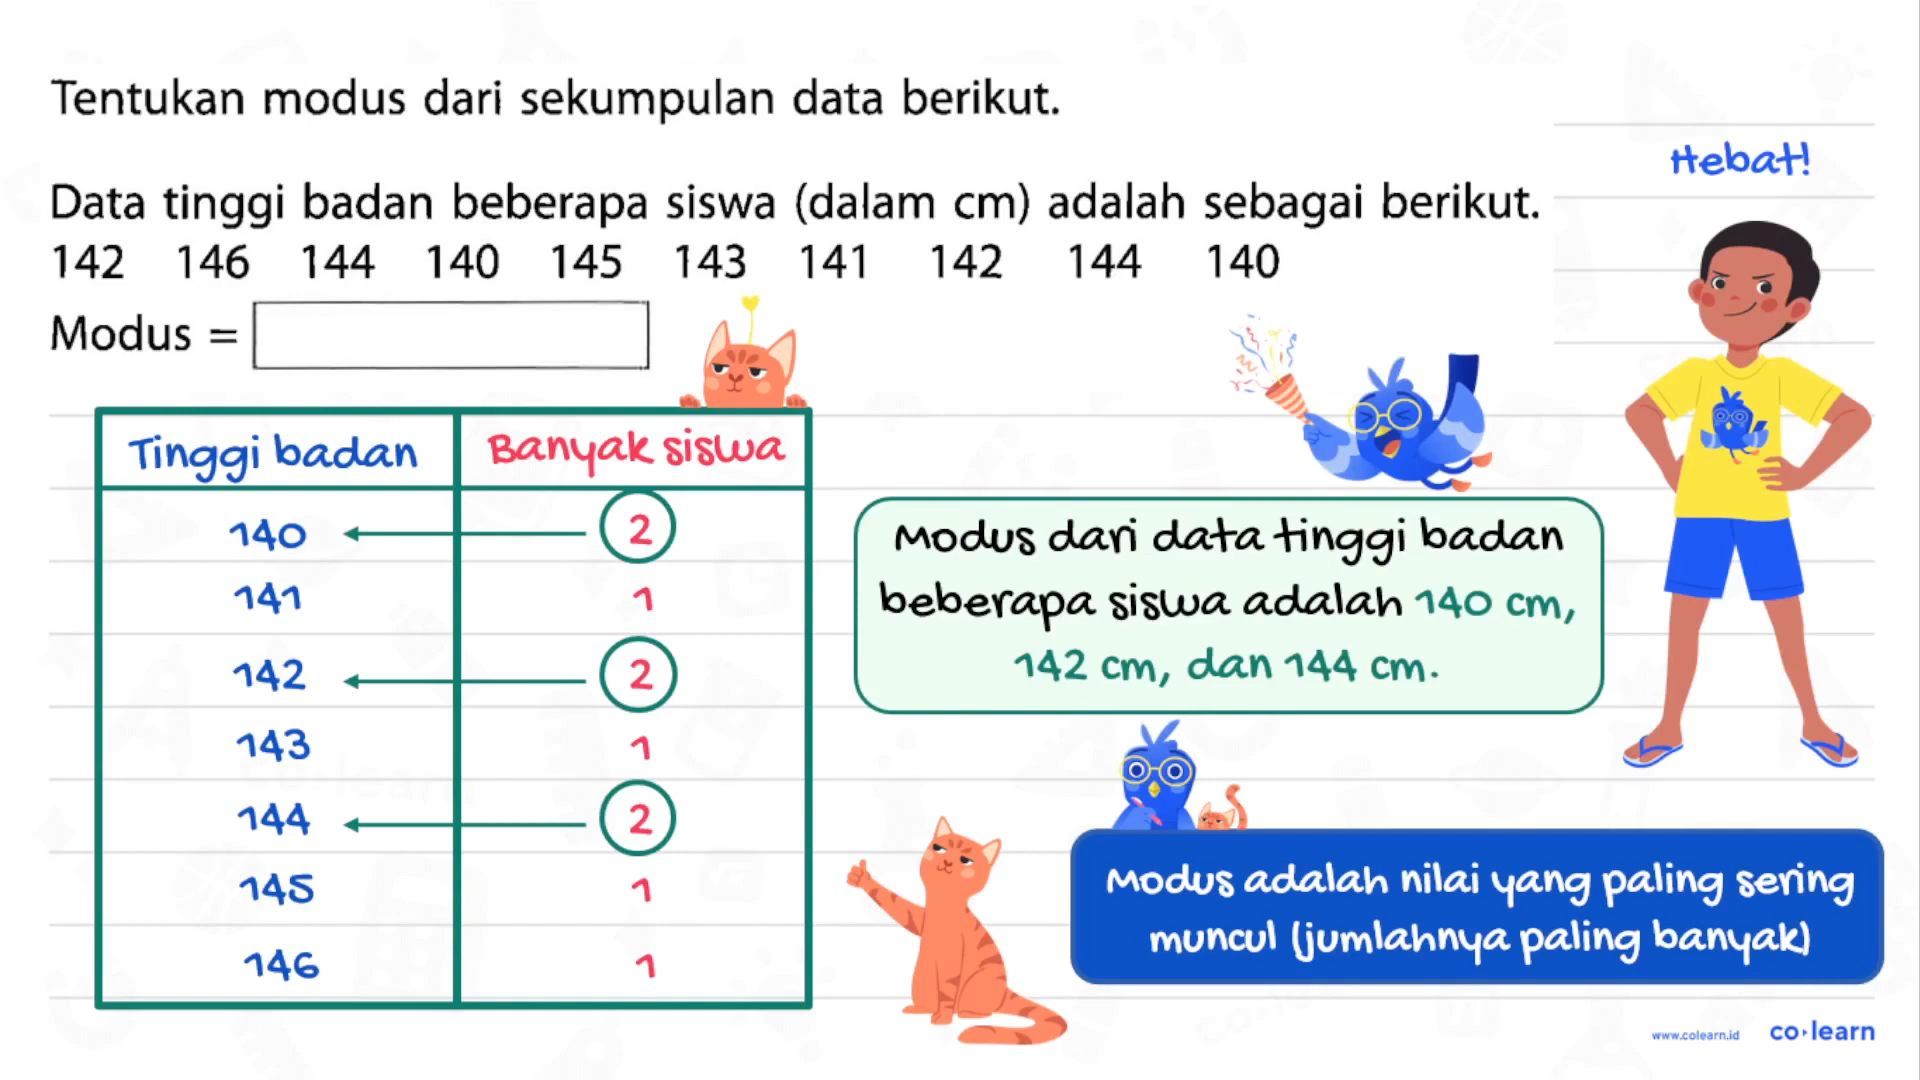 Tentukan modus dari sekumpulan data berikut.
Hebat!
Data tinggi badan beberapa siswa (dalam cm) adalah sebagai berikut.
142 146 144 140 145 143 141 142 144 140
Modus =
Tinggi badan Banyak siswa
140 2
141 1
142 2
143 1
144 2
145 1
146 1
Modus dari data tinggi badan
beberapa siswa adalah 140 cm,
142 cm, dan 144 cm.
Modus adalah nilai yang paling sering
muncul (jumlahnya paling banyak)
www.colearn.id co learn